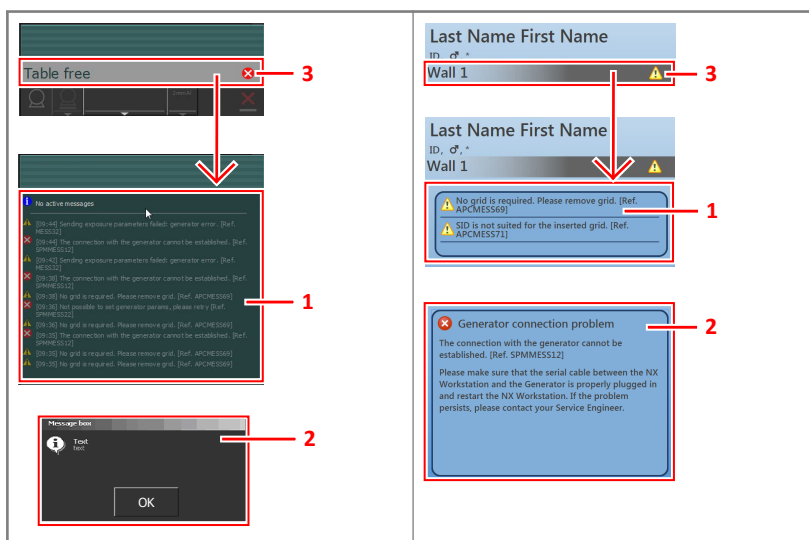 Table free
3
ZeroAl
No active messages
[09:44] Sending exposure parameters failed: generator error. [Ref.
MESS32]
[09:44] The connection with the generator cannot be established. [Ref.
SPMMESS12]
[09:42] Sending exposure parameters failed: generator error. [Ref.
MESS32]
[09:38] The connection with the generator cannot be established. [Ref.
SPMMESS12]
[09:38] No grid is required. Please remove grid. [Ref. APCMESS69]
[09:36] Not possible to set generator params, please retry [Ref.
SPMMESS22]
[09:36] No grid is required. Please remove grid. [Ref. APCMESS69]
[09:35] The connection with the generator cannot be established. [Ref.
SPMMESS12]
[09:35] No grid is required. Please remove grid. [Ref. APCMESS69]
[09:35] No grid is required. Please remove grid. [Ref. APCMESS69]
1
Message box
Text
text
OK
2
Last Name First Name
ID, ♂, *
Wall 1
3
Last Name First Name
ID, ♂, *
Wall 1
No grid is required. Please remove grid. [Ref.
APCMESS69]
SID is not suited for the inserted grid. [Ref.
APCMESS71]
1
Generator connection problem
The connection with the generator cannot be
established. [Ref. SPMMESS12]
Please make sure that the serial cable between the NX
Workstation and the Generator is properly plugged in
and restart the NX Workstation. If the problem
persists, please contact your Service Engineer.
2